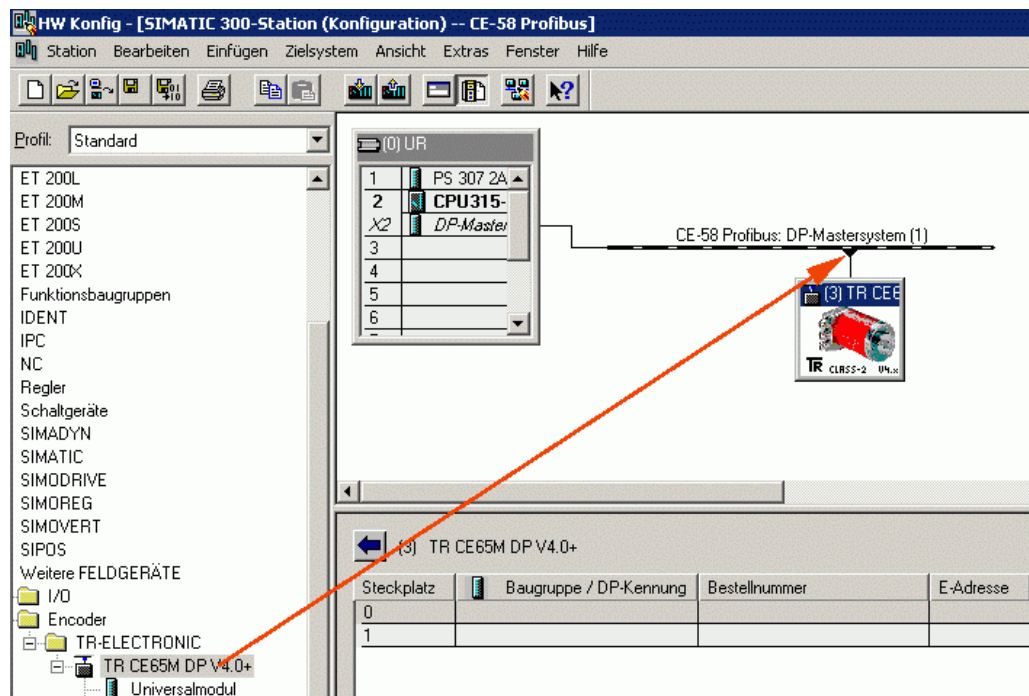 HW Konfig - [SIMATIC 300-Station (Konfiguration) -- CE-58 Profibus]
Station Bearbeiten Einfügen Zielsystem Ansicht Extras Fenster Hilfe
Profil: Standard
ET 200L
ET 200M
ET 200S
ET 200U
ET 200X
Funktionsbaugruppen
IDENT
IPC
NC
Regler
Schaltgeräte
SIMADYN
SIMATIC
SIMODRIVE
SIMOREG
SIMOVERT
SIPOS
Weitere FELDGERÄTE
I/O
Encoder
TR-ELECTRONIC
TR CE65M DP V4.0+
Universalmodul
(0) UR
1 PS 307 2A
2 CPU315-
X2 DP-Master
3
4
5
6
CE-58 Profibus: DP-Mastersystem (1)
(3) TR CE6
TR CLASS-2 V4.x
(3) TR CE65M DP V4.0+
Steckplatz Baugruppe / DP-Kennung Bestellnummer E-Adresse
0
1